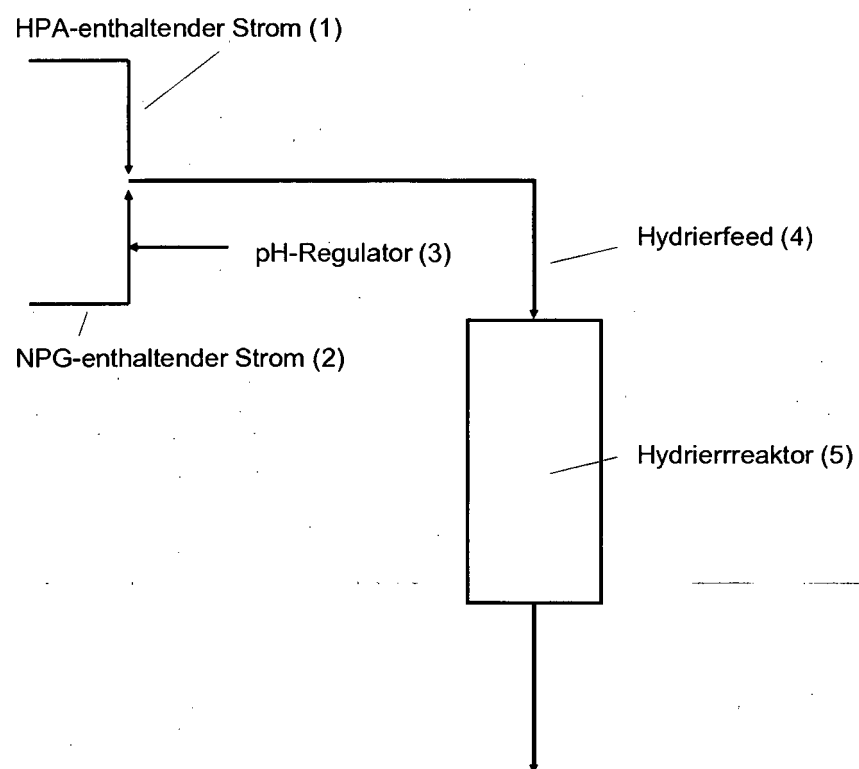 HPA-enthaltender Strom (1)
Hydrierfeed (4)
pH-Regulator (3)
NPG-enthaltender Strom (2)
Hydrierrreaktor (5)